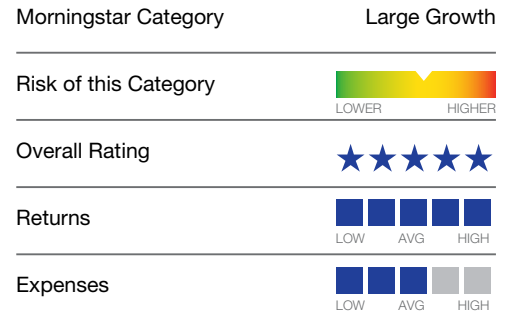 Morningstar Category Large Growth
Risk of this Category
LOWER HIGHER
Overall Rating
Returns
LOW AVG HIGH
Expenses
LOW AVG HIGH